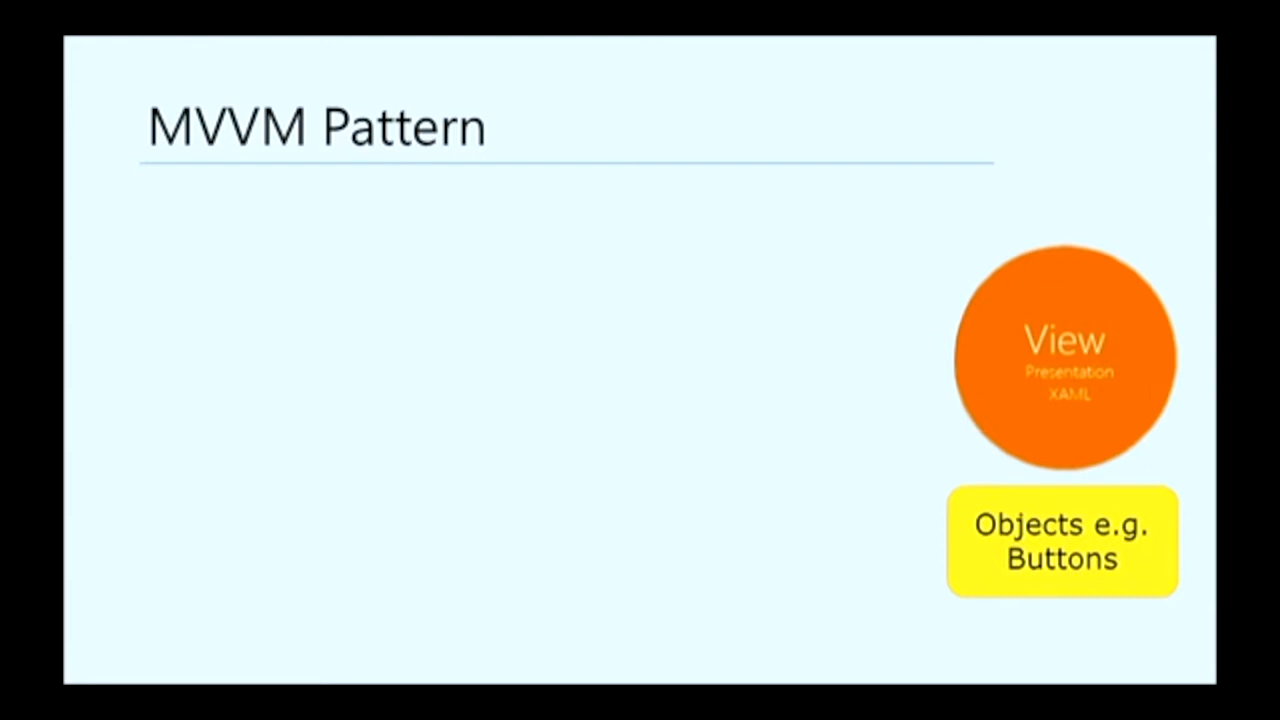 MVVM Pattern
View
Presentation
XAML
Objects e.g.
Buttons